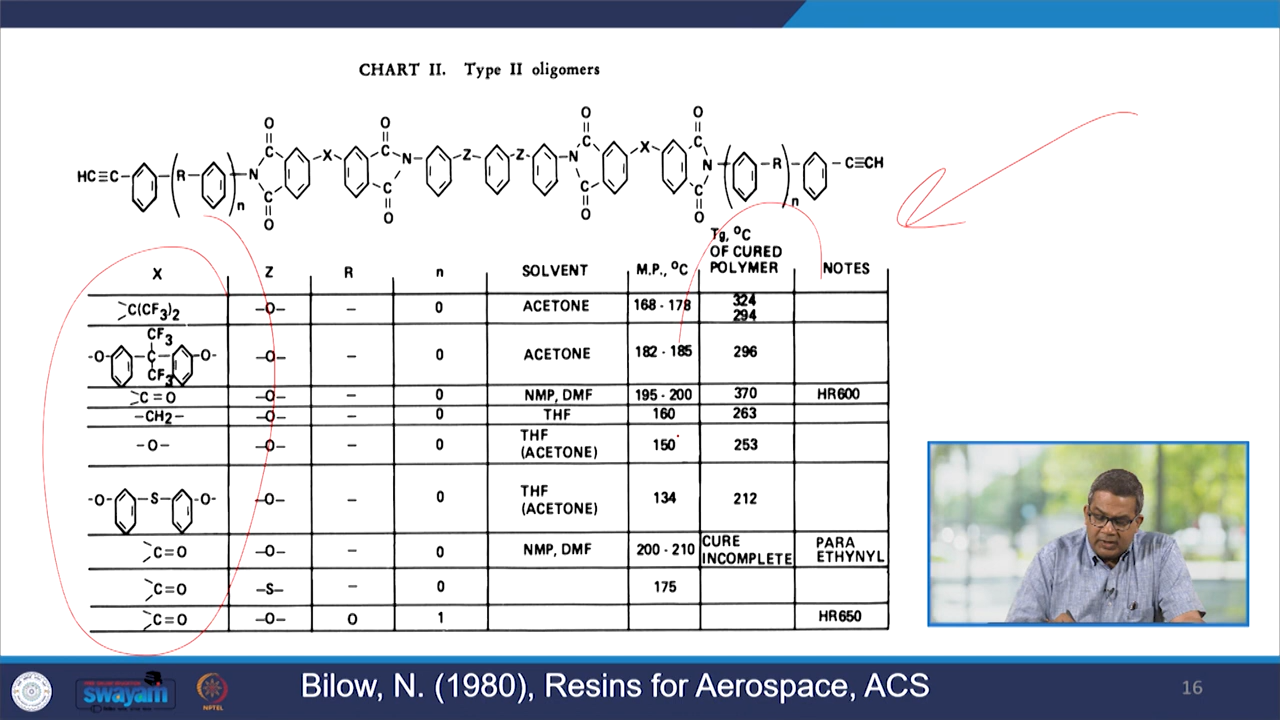 CHART II. Type II oligomers
O O O O
HC≡C- (R- )n N C C X C C N -Z- -Z- N C C X C C N ( -R )n -C≡CH
O O O O
X Z R n SOLVENT M.P., ºC Tg, ºC OF CURED POLYMER NOTES
>C(CF3)2 -O- - 0 ACETONE 168 - 178 324 294
-O- CF3 C CF3 -O- -O- - 0 ACETONE 182 - 185 296
>C=O -O- - 0 NMP, DMF 195 - 200 370 HR600
-CH2- -O- - 0 THF 160 263
-O- -O- - 0 THF (ACETONE) 150 253
-O- -S- -O- -O- - 0 THF (ACETONE) 134 212
>C=O -O- - 0 NMP, DMF 200 - 210 CURE INCOMPLETE PARA ETHYNYL
>C=O -S- - 0 175
>C=O -O- O 1 HR650
swayam
NPTEL
Bilow, N. (1980), Resins for Aerospace, ACS
16